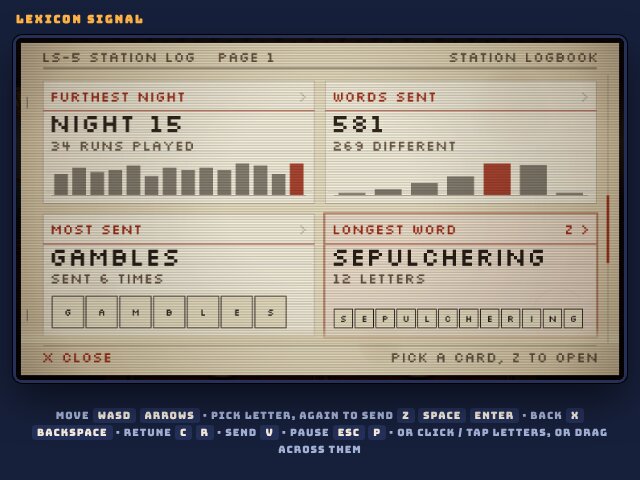 LEXICON SIGNAL
LS-5 STATION LOG PAGE 1 STATION LOGBOOK
FURTHEST NIGHT >
NIGHT 15
34 RUNS PLAYED
WORDS SENT >
581
269 DIFFERENT
MOST SENT >
GAMBLES
SENT 6 TIMES
G A M B L E S
LONGEST WORD Z >
SEPULCHERING
12 LETTERS
S E P U L C H E R I N G
X CLOSE PICK A CARD, Z TO OPEN
MOVE WASD ARROWS · PICK LETTER, AGAIN TO SEND Z SPACE ENTER · BACK X
BACKSPACE · RETUNE C R · SEND V · PAUSE ESC P · OR CLICK / TAP LETTERS, OR DRAG
ACROSS THEM